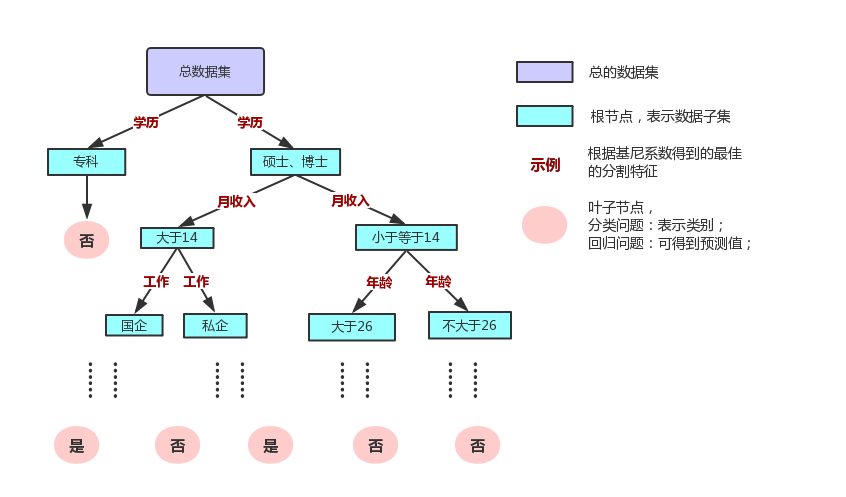 总数据集
学历
学历
专科
硕士、博士
否
月收入
月收入
大于14
小于等于14
工作
工作
年龄
年龄
国企
私企
大于26
不大于26
是
否
是
否
否
总的数据集
根节点，表示数据子集
示例
根据基尼系数得到的最佳
的分割特征
叶子节点，
分类问题：表示类别；
回归问题：可得到预测值；